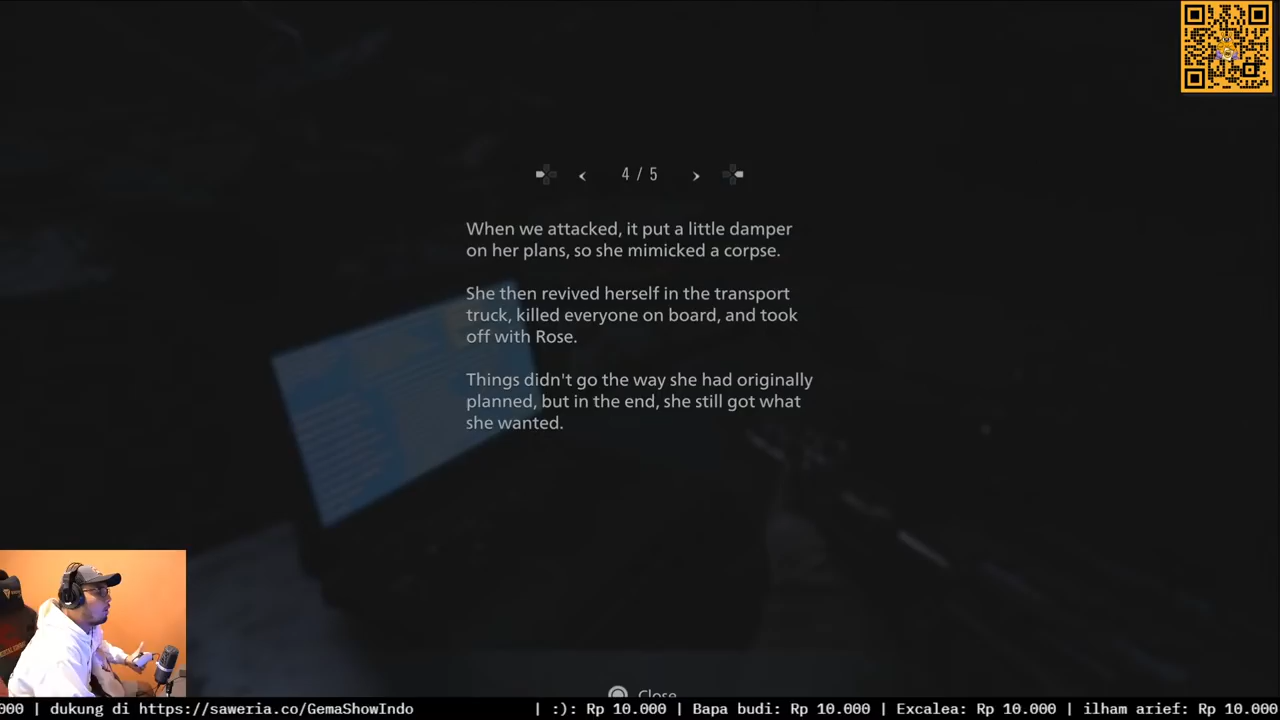 4 / 5
When we attacked, it put a little damper
on her plans, so she mimicked a corpse.
She then revived herself in the transport
truck, killed everyone on board, and took
off with Rose.
Things didn't go the way she had originally
planned, but in the end, she still got what
she wanted.
Close
000 | dukung di https://saweria.co/GemaShowIndo | :): Rp 10.000 | Bapa budi: Rp 10.000 | Excalea: Rp 10.000 | ilham arief: Rp 10.000